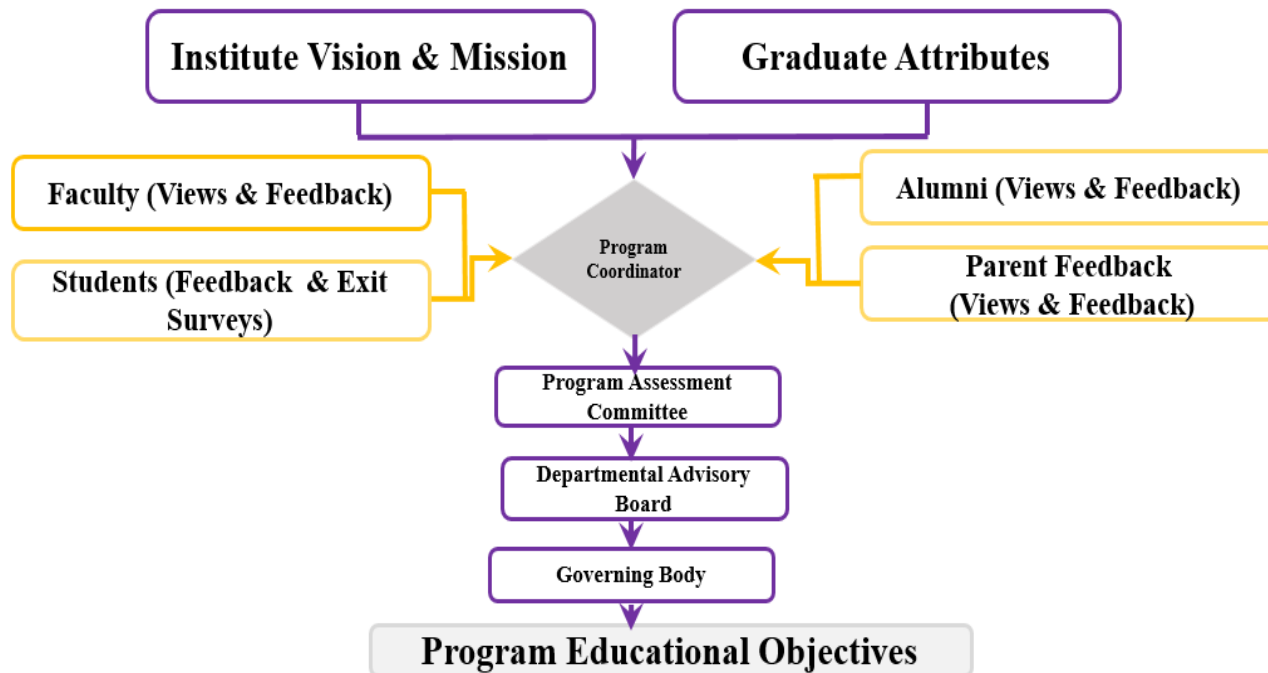 Institute Vision & Mission
Graduate Attributes
Faculty (Views & Feedback)
Alumni (Views & Feedback)
Program
Coordinator
Students (Feedback & Exit
Surveys)
Parent Feedback
(Views & Feedback)
Program Assessment
Committee
Departmental Advisory
Board
Governing Body
Program Educational Objectives